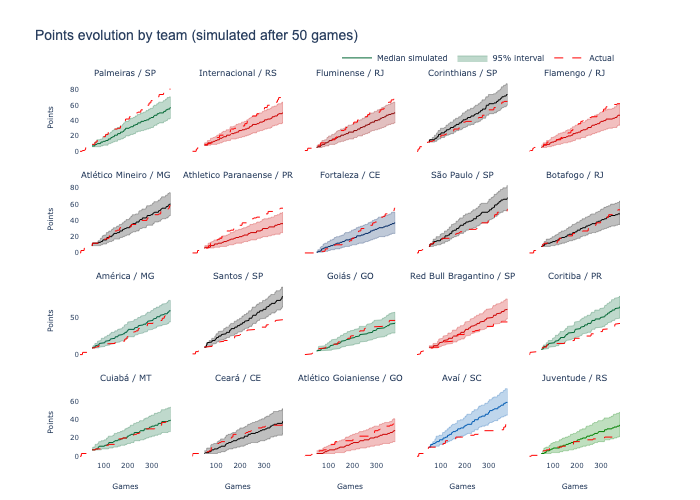 Points evolution by team (simulated after 50 games)
Median simulated 95% interval Actual
Palmeiras / SP Internacional / RS Fluminense / RJ Corinthians / SP Flamengo / RJ
80
60
40
20
0
Points
Atlético Mineiro / MG Athletico Paranaense / PR Fortaleza / CE São Paulo / SP Botafogo / RJ
80
60
40
20
0
Points
América / MG Santos / SP Goiás / GO Red Bull Bragantino / SP Coritiba / PR
50
0
Points
Cuiabá / MT Ceará / CE Atlético Goianiense / GO Avaí / SC Juventude / RS
60
40
20
0
Points
100 200 300 100 200 300 100 200 300 100 200 300 100 200 300
Games Games Games Games Games